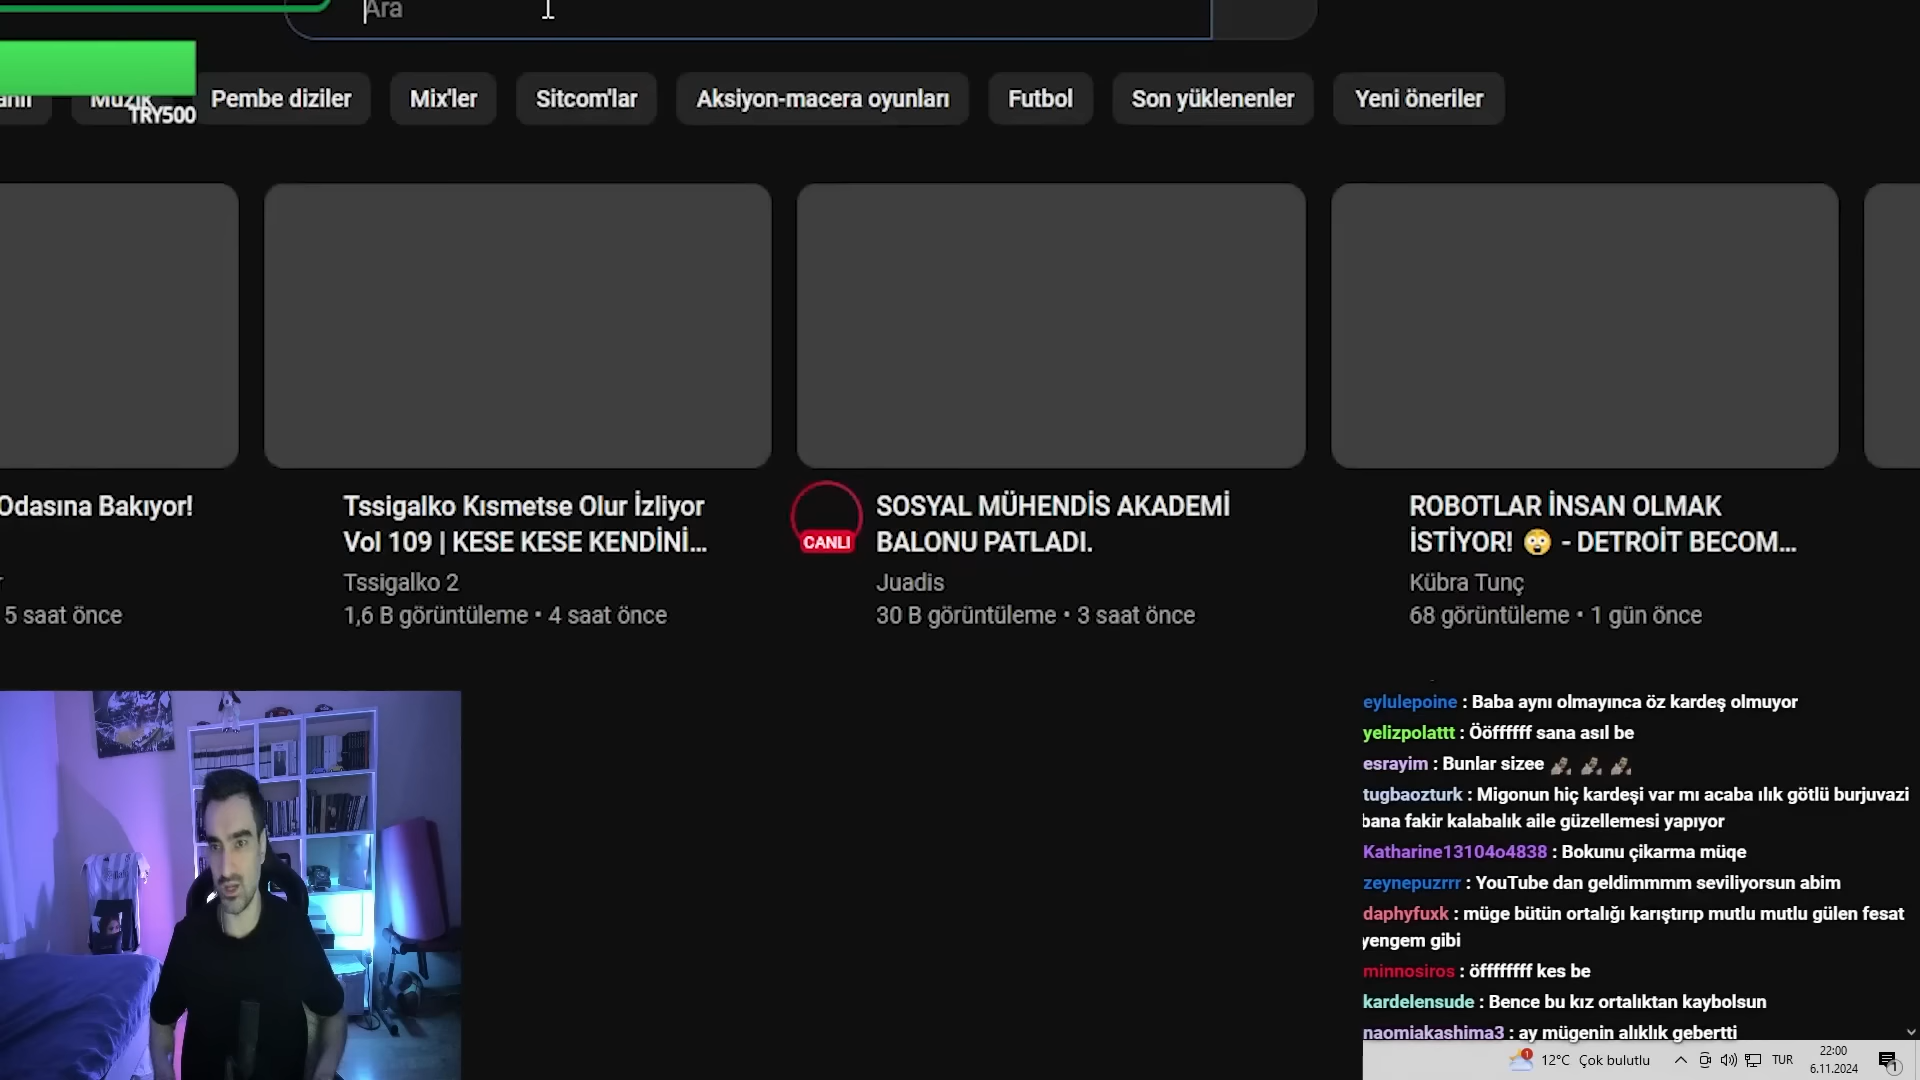 Ara
Müzik
TRY500
Pembe diziler
Mix'ler
Sitcom'lar
Aksiyon-macera oyunları
Futbol
Son yüklenenler
Yeni öneriler
Odasına Bakıyor!
5 saat önce
Tssigalko Kısmetse Olur İzliyor
Vol 109 | KESE KESE KENDİNİ...
Tssigalko 2
1,6 B görüntüleme • 4 saat önce
CANLI
SOSYAL MÜHENDİS AKADEMİ
BALONU PATLADI.
Juadis
30 B görüntüleme • 3 saat önce
ROBOTLAR İNSAN OLMAK
İSTİYOR! 😲 - DETROİT BECOM...
Kübra Tunç
68 görüntüleme • 1 gün önce
eylulepoine : Baba aynı olmayınca öz kardeş olmuyor
yelizpolattt : Ööffffff sana asıl be
esrayim : Bunlar sizee
tugbaozturk : Migonun hiç kardeşi var mı acaba ılık götlü burjuvazi
bana fakir kalabalık aile güzellemesi yapıyor
Katharine13104o4838 : Bokunu çikarma müqe
zeynepuzrrr : YouTube dan geldimmmm seviliyorsun abim
daphyfuxk : müge bütün ortalığı karıştırıp mutlu mutlu gülen fesat
yengem gibi
minnosiros : öffffffff kes be
kardelensude : Bence bu kız ortalıktan kaybolsun
naomiakashima3 : ay mügenin alıklık gebertti
12°C Çok bulutlu
TUR
22:00
6.11.2024